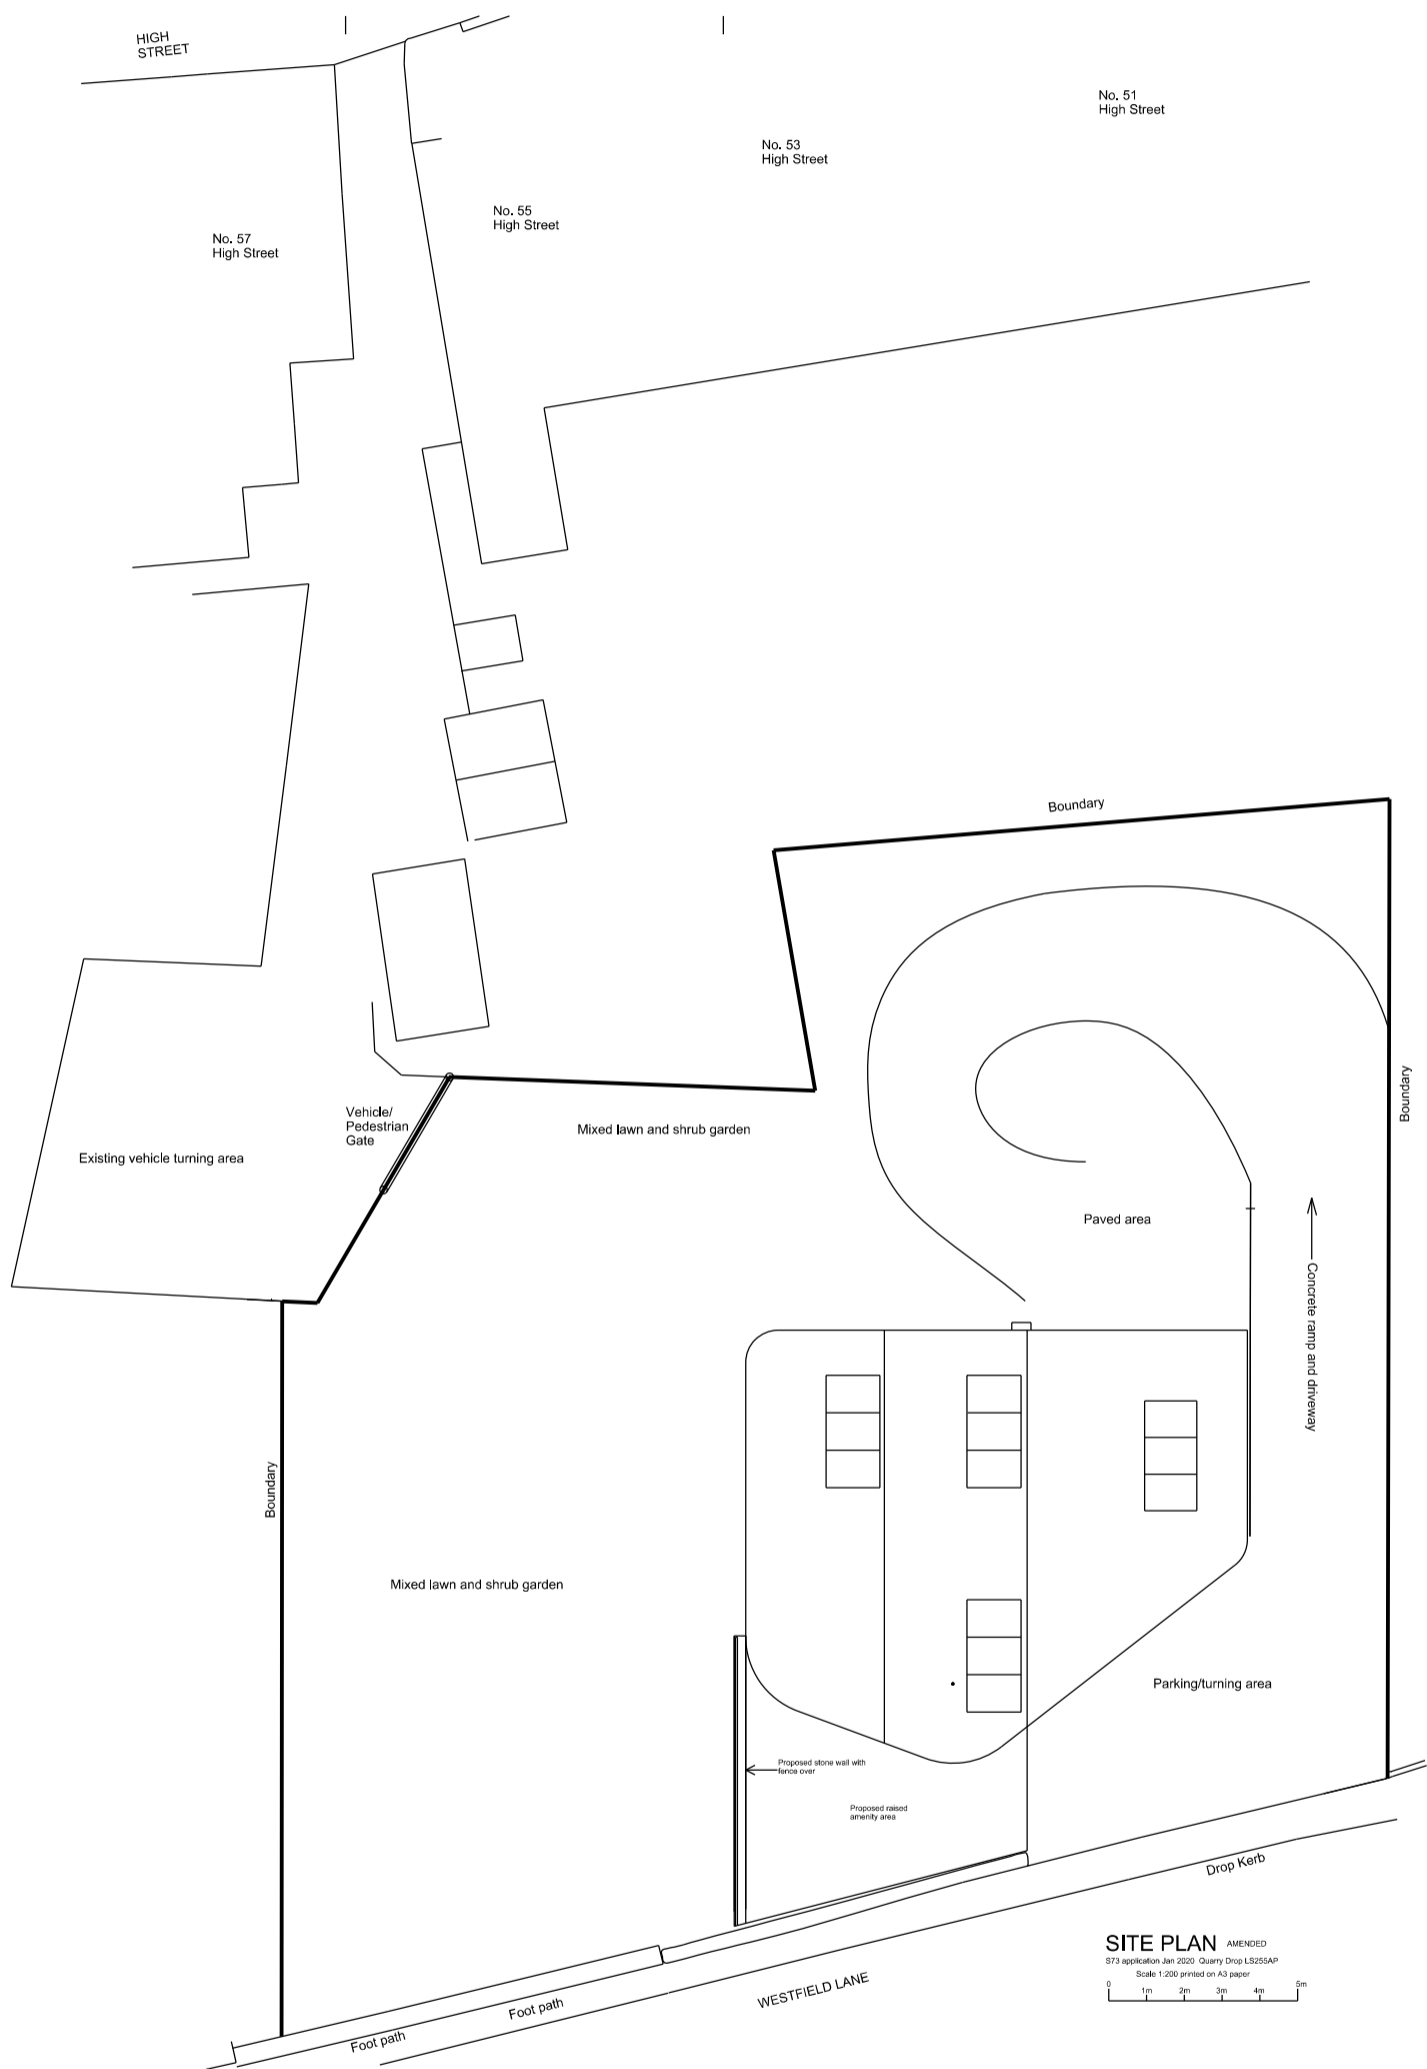 HIGH
STREET
No. 51
High Street
No. 53
High Street
No. 55
High Street
No. 57
High Street
Boundary
Boundary
Vehicle/
Pedestrian
Gate
Mixed lawn and shrub garden
Existing vehicle turning area
Paved area
Concrete ramp and driveway
Boundary
Mixed lawn and shrub garden
Parking/turning area
Proposed stone wall with
fence over
Proposed raised
amenity area
Drop Kerb
WESTFIELD LANE
Foot path
Foot path
SITE PLAN AMENDED
S73 application Jan 2020 Quarry Drop LS255AP
Scale 1:200 printed on A3 paper
0 1m 2m 3m 4m 5m